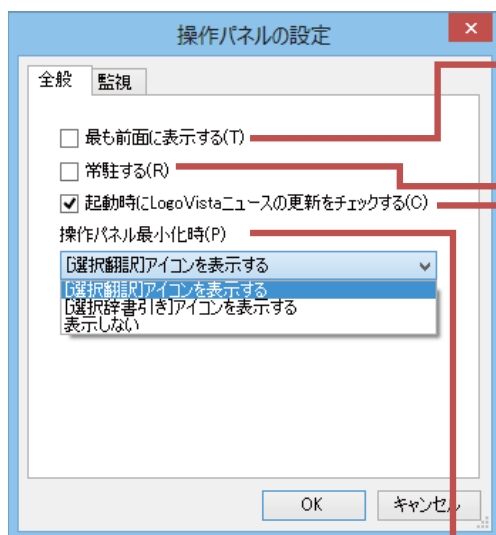 操作パネルの設定
全般 監視
最も前面に表示する(T)
常駐する(R)
起動時にLogoVistaニュースの更新をチェックする(C)
操作パネル最小化時(P)
[選択翻訳]アイコンを表示する
[選択翻訳]アイコンを表示する
[選択辞書引き]アイコンを表示する
表示しない
OK キャンセル